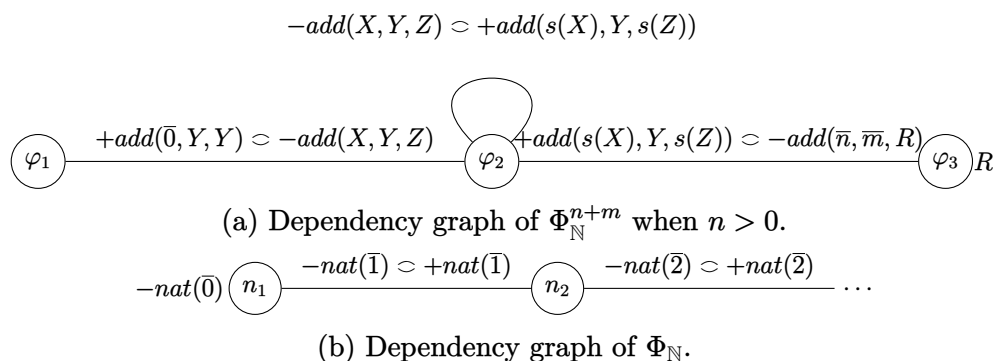 −add(X, Y, Z) ≎ +add(s(X), Y, s(Z))
φ₁ +add(0̅, Y, Y) ≎ −add(X, Y, Z) φ₂ +add(s(X), Y, s(Z)) ≎ −add(n̅, m̅, R) φ₃ R
(a) Dependency graph of Φ_ℕ^{n+m} when n > 0.
−nat(0̅) n₁ −nat(1̅) ≎ +nat(1̅) n₂ −nat(2̅) ≎ +nat(2̅) ⋯
(b) Dependency graph of Φ_ℕ.